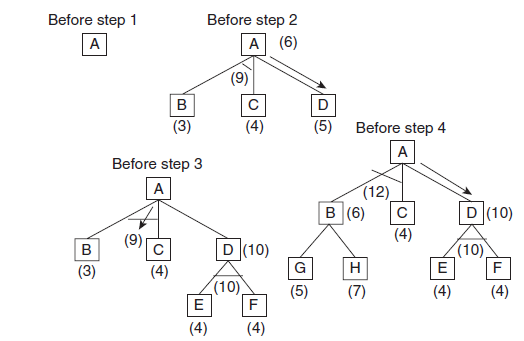 Before step 1
A
Before step 2
A (6)
(9)
B C D
(3) (4) (5)
Before step 3
A
(9)
B C D (10)
(3) (4)
(10)
E F
(4) (4)
Before step 4
A
(12)
B (6) C D (10)
(4)
(10)
G H E F
(5) (7) (4) (4)